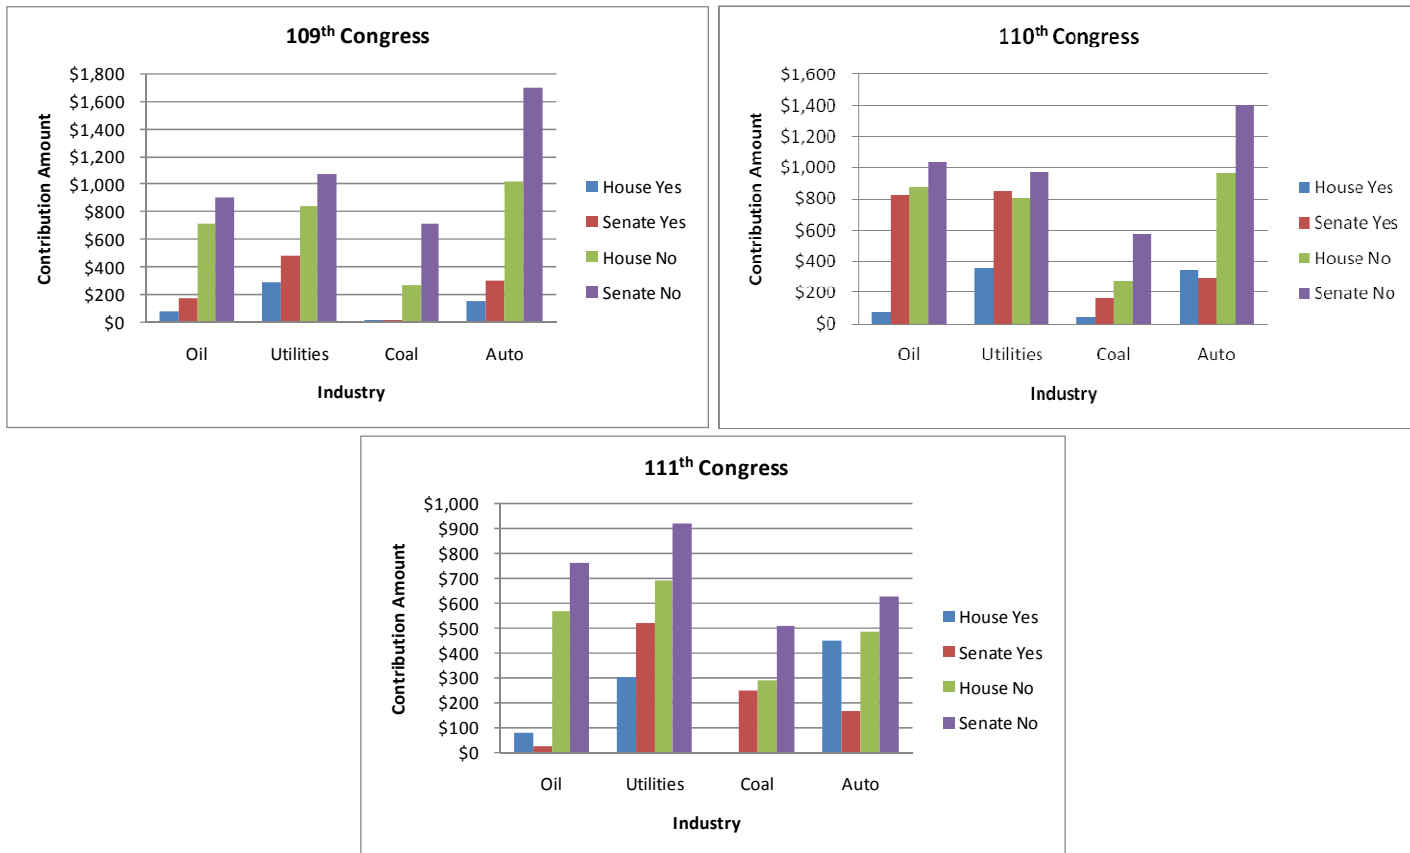 109th Congress
$1,800
$1,600
$1,400
$1,200
$1,000
$800
$600
$400
$200
$0
Contribution Amount
Oil Utilities Coal Auto
Industry
House Yes
Senate Yes
House No
Senate No
110th Congress
$1,600
$1,400
$1,200
$1,000
$800
$600
$400
$200
$0
Contribution Amount
Oil Utilities Coal Auto
Industry
House Yes
Senate Yes
House No
Senate No
111th Congress
$1,000
$900
$800
$700
$600
$500
$400
$300
$200
$100
$0
Contribution Amount
Oil Utilities Coal Auto
Industry
House Yes
Senate Yes
House No
Senate No